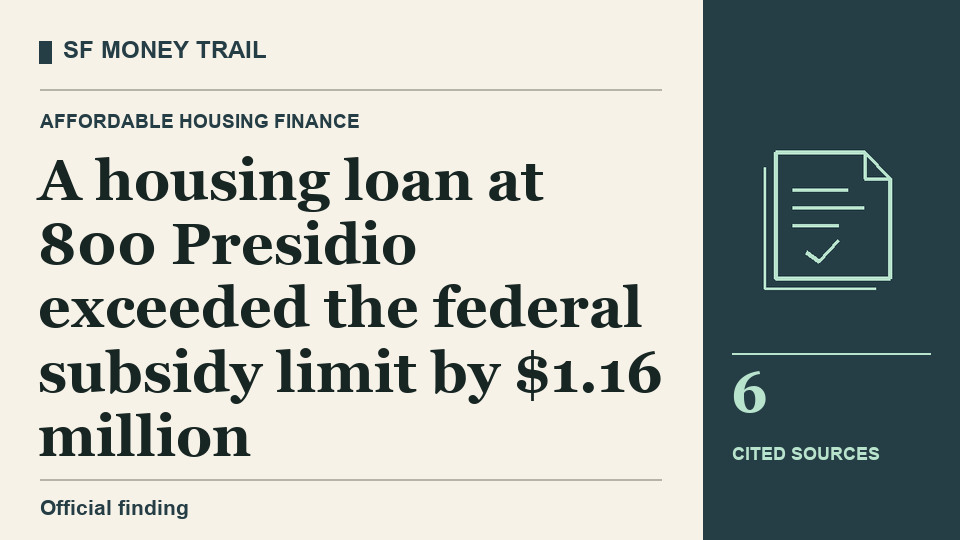 SF MONEY TRAIL
AFFORDABLE HOUSING FINANCE
A housing loan at
800 Presidio
exceeded the federal
subsidy limit by $1.16
million
Official finding
6
CITED SOURCES